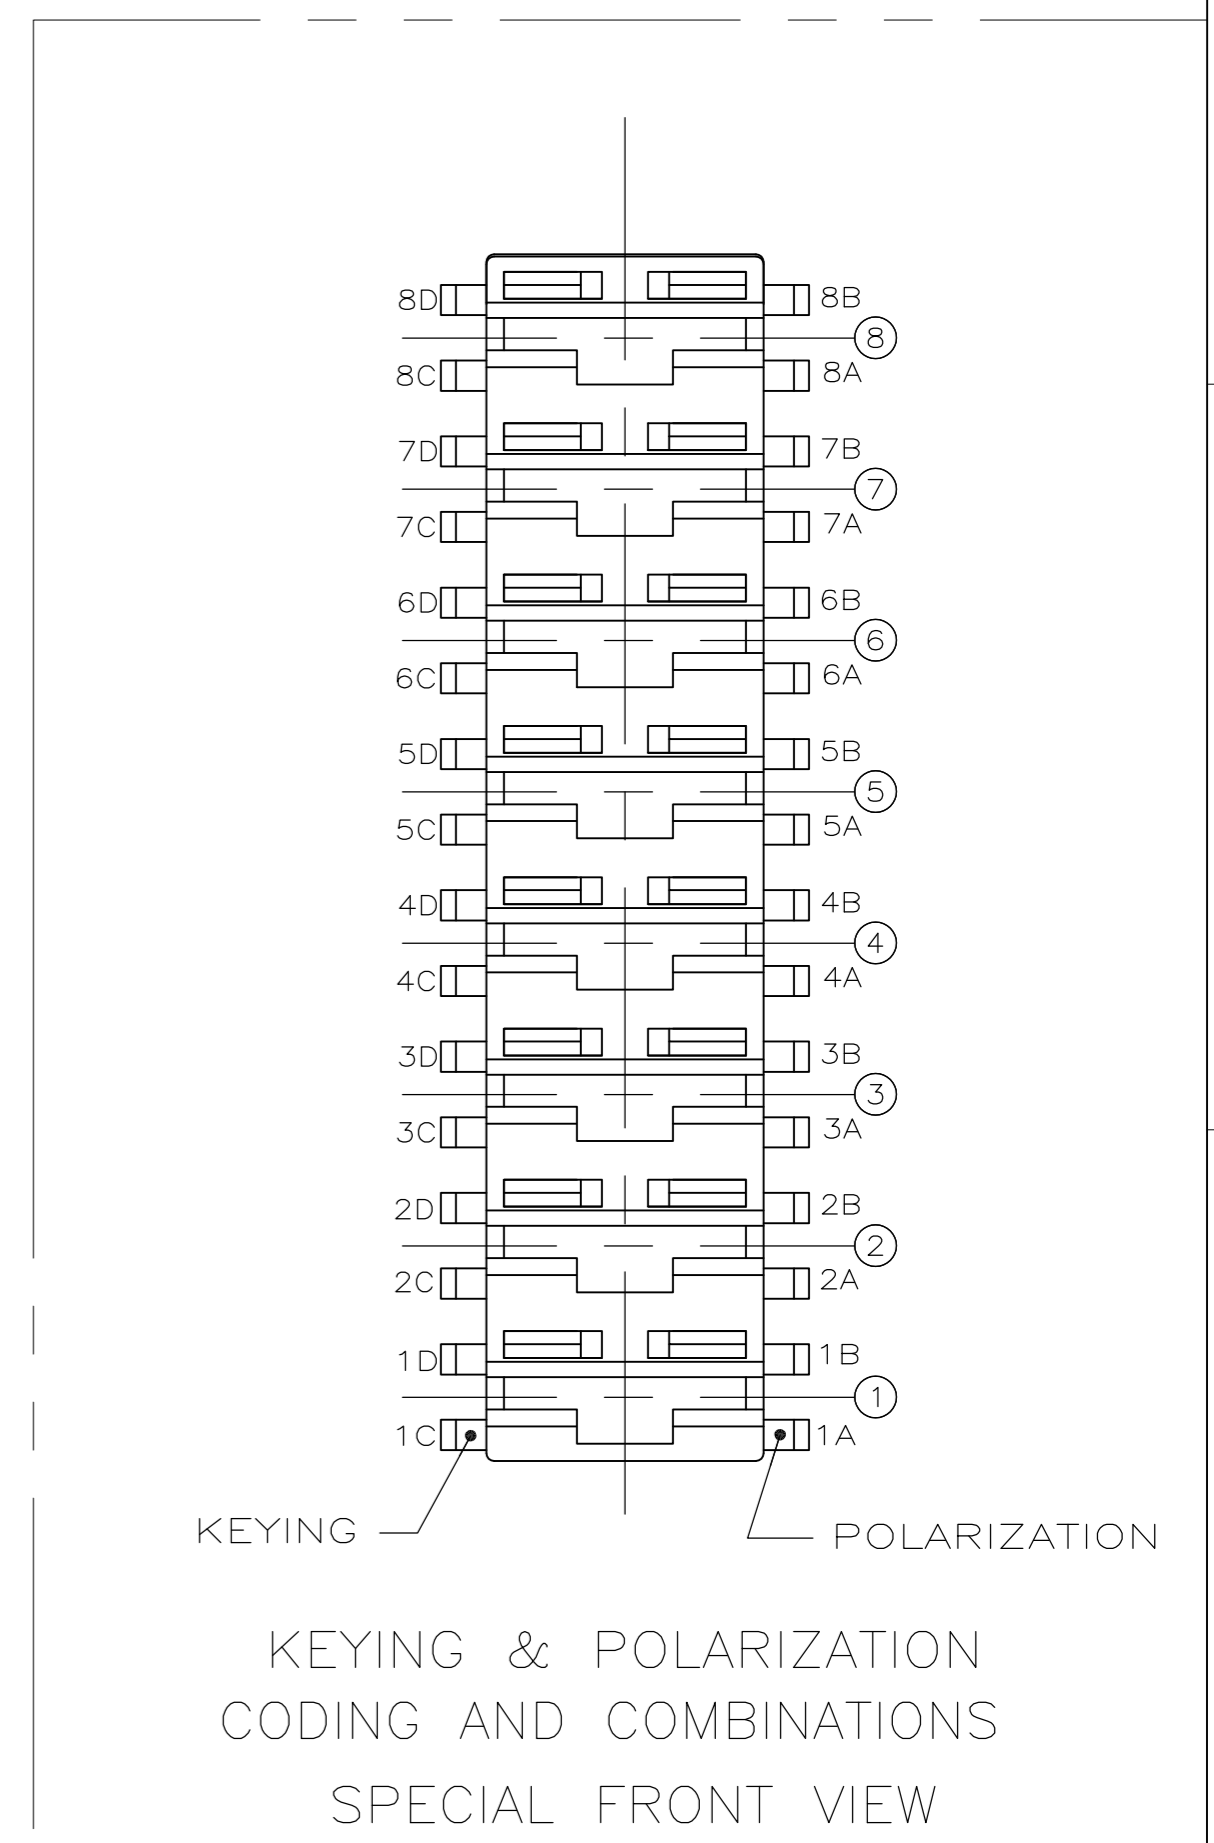 8D 8B
8
8C 8A
7D 7B
7
7C 7A
6D 6B
6
6C 6A
5D 5B
5
5C 5A
4D 4B
4
4C 4A
3D 3B
3
3C 3A
2D 2B
2
2C 2A
1D 1B
1
1C 1A
KEYING POLARIZATION
KEYING & POLARIZATION
CODING AND COMBINATIONS
SPECIAL FRONT VIEW